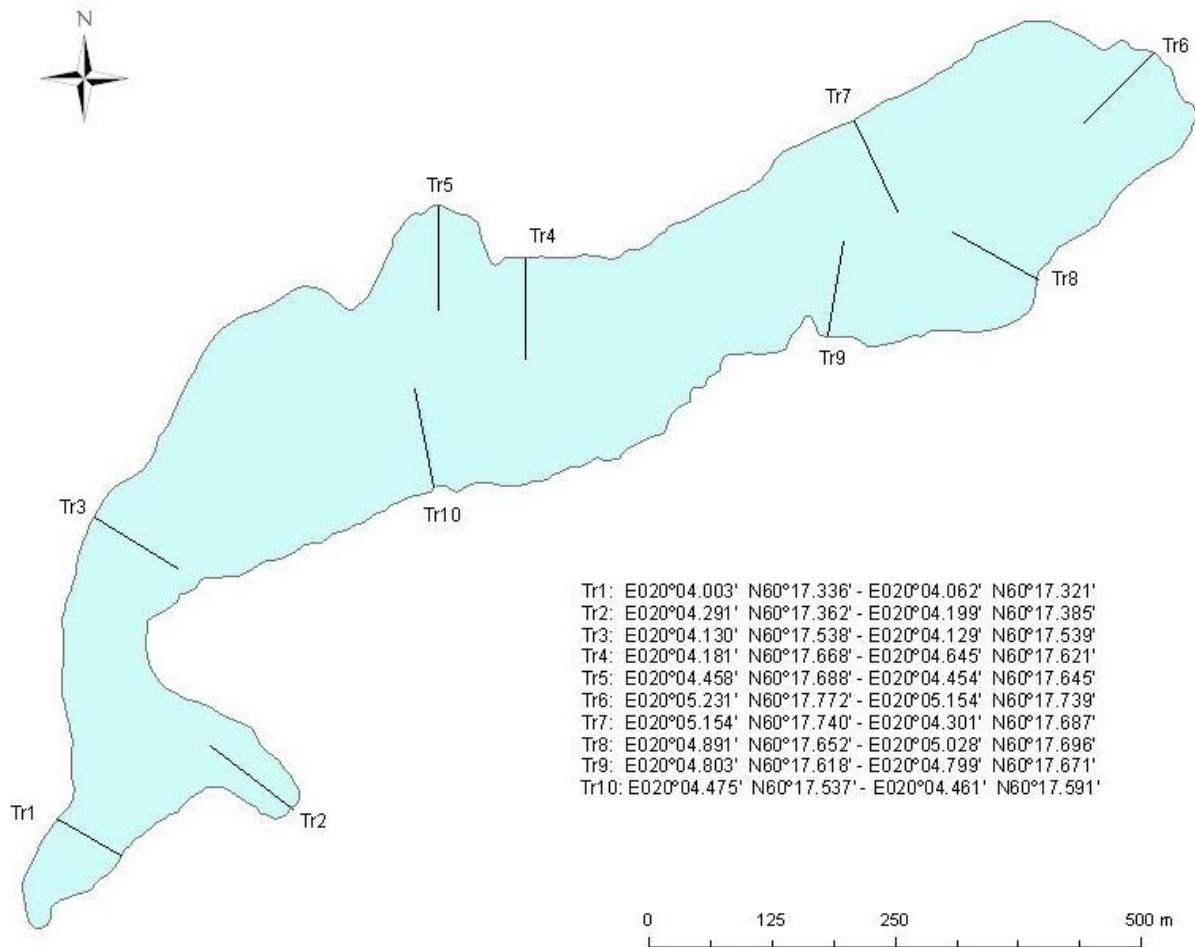 N
Tr6
Tr7
Tr5
Tr4
Tr8
Tr9
Tr3
Tr10
Tr1: E020°04.003' N60°17.336' - E020°04.062' N60°17.321'
Tr2: E020°04.291' N60°17.362' - E020°04.199' N60°17.385'
Tr3: E020°04.130' N60°17.538' - E020°04.129' N60°17.539'
Tr4: E020°04.181' N60°17.668' - E020°04.645' N60°17.621'
Tr5: E020°04.458' N60°17.688' - E020°04.454' N60°17.645'
Tr6: E020°05.231' N60°17.772' - E020°05.154' N60°17.739'
Tr7: E020°05.154' N60°17.740' - E020°04.301' N60°17.687'
Tr8: E020°04.891' N60°17.652' - E020°05.028' N60°17.696'
Tr9: E020°04.803' N60°17.618' - E020°04.799' N60°17.671'
Tr10: E020°04.475' N60°17.537' - E020°04.461' N60°17.591'
Tr1
Tr2
0 125 250 500 m